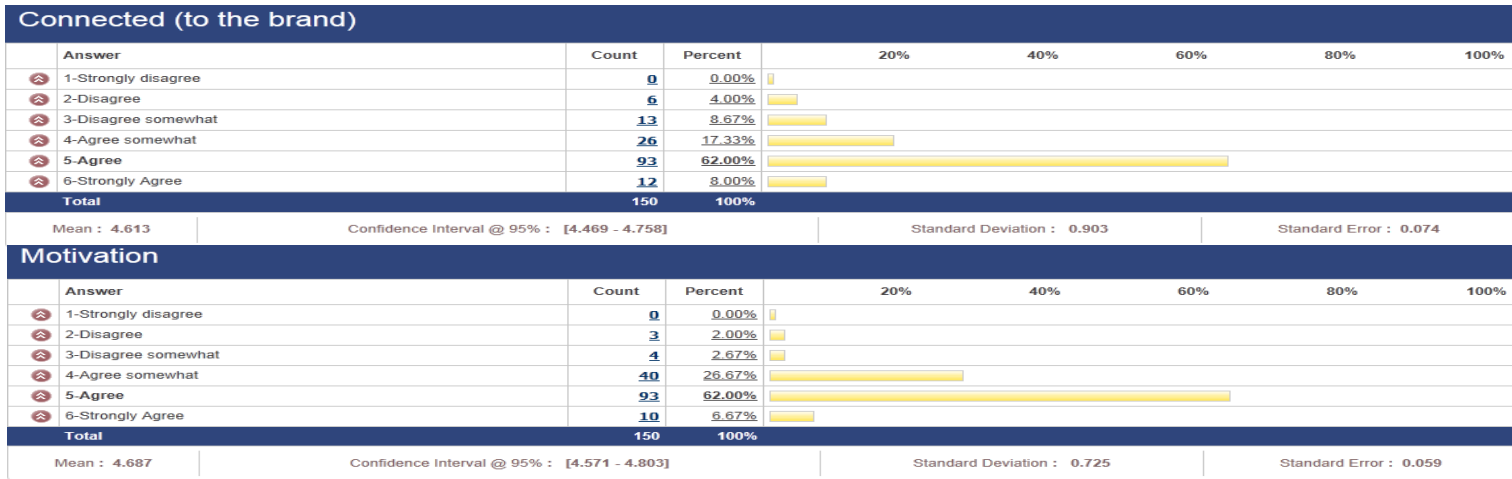 Connected (to the brand)
Answer Count Percent 20% 40% 60% 80% 100%
1-Strongly disagree 0 0.00%
2-Disagree 6 4.00%
3-Disagree somewhat 13 8.67%
4-Agree somewhat 26 17.33%
5-Agree 93 62.00%
6-Strongly Agree 12 8.00%
Total 150 100%
Mean : 4.613 Confidence Interval @ 95% : [4.469 - 4.758] Standard Deviation : 0.903 Standard Error : 0.074
Motivation
Answer Count Percent 20% 40% 60% 80% 100%
1-Strongly disagree 0 0.00%
2-Disagree 3 2.00%
3-Disagree somewhat 4 2.67%
4-Agree somewhat 40 26.67%
5-Agree 93 62.00%
6-Strongly Agree 10 6.67%
Total 150 100%
Mean : 4.687 Confidence Interval @ 95% : [4.571 - 4.803] Standard Deviation : 0.725 Standard Error : 0.059